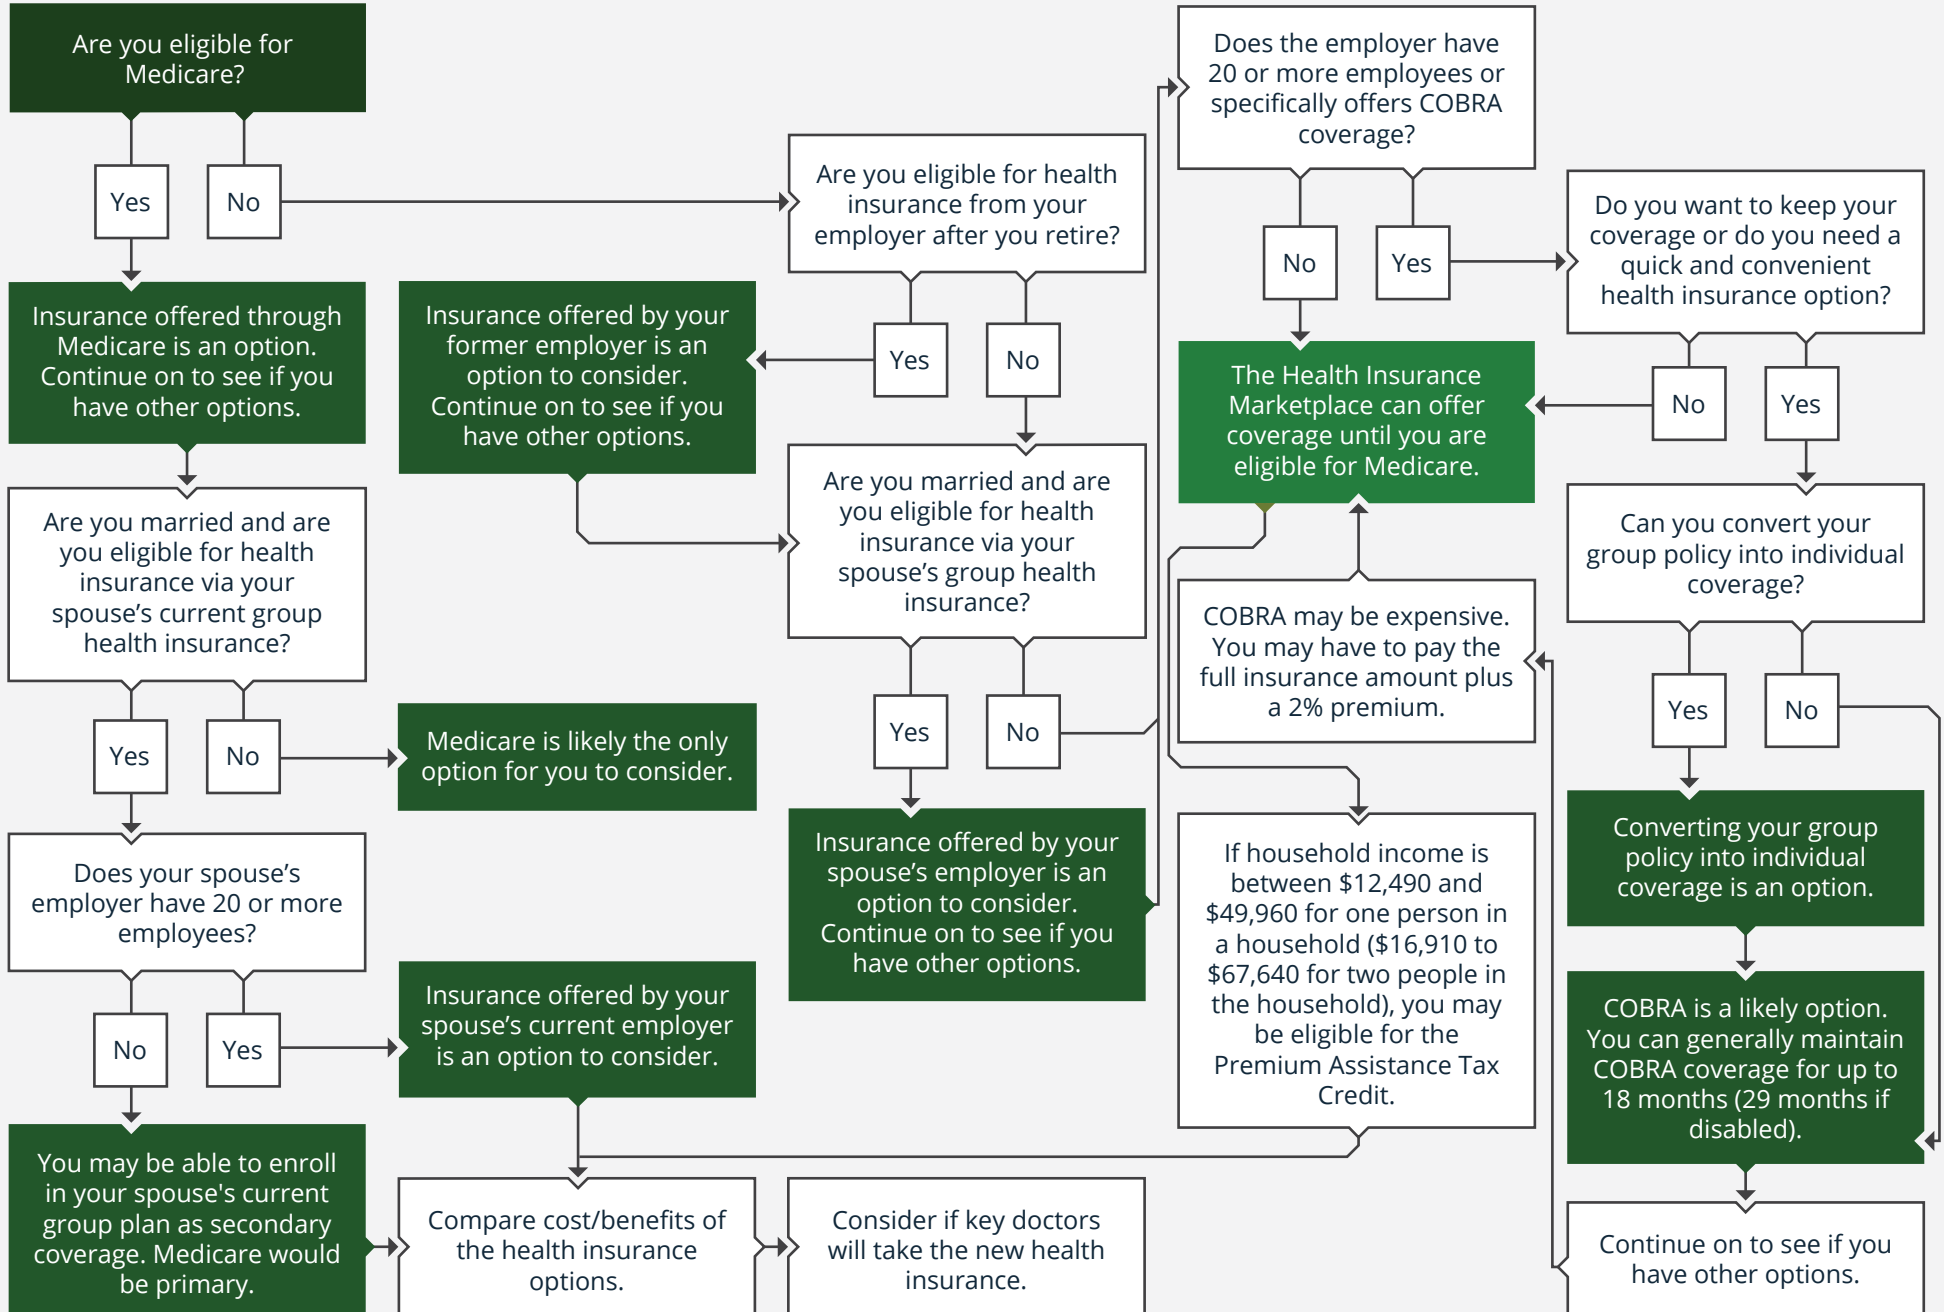 Are you eligible for
Medicare?
Yes
No
Insurance offered through
Medicare is an option.
Continue on to see if you
have other options.
Are you married and are
you eligible for health
insurance via your
spouse’s current group
health insurance?
Yes
No
Medicare is likely the only
option for you to consider.
Does your spouse’s
employer have 20 or more
employees?
No
Yes
Insurance offered by your
spouse’s current employer
is an option to consider.
You may be able to enroll
in your spouse's current
group plan as secondary
coverage. Medicare would
be primary.
Compare cost/benefits of
the health insurance
options.
Consider if key doctors
will take the new health
insurance.
Are you eligible for health
insurance from your
employer after you retire?
Yes
No
Insurance offered by your
former employer is an
option to consider.
Continue on to see if you
have other options.
Are you married and are
you eligible for health
insurance via your
spouse’s group health
insurance?
Yes
No
Insurance offered by your
spouse’s employer is an
option to consider.
Continue on to see if you
have other options.
Does the employer have
20 or more employees or
specifically offers COBRA
coverage?
No
Yes
The Health Insurance
Marketplace can offer
coverage until you are
eligible for Medicare.
COBRA may be expensive.
You may have to pay the
full insurance amount plus
a 2% premium.
If household income is
between $12,490 and
$49,960 for one person in
a household ($16,910 to
$67,640 for two people in
the household), you may
be eligible for the
Premium Assistance Tax
Credit.
Do you want to keep your
coverage or do you need a
quick and convenient
health insurance option?
No
Yes
Can you convert your
group policy into individual
coverage?
Yes
No
Converting your group
policy into individual
coverage is an option.
COBRA is a likely option.
You can generally maintain
COBRA coverage for up to
18 months (29 months if
disabled).
Continue on to see if you
have other options.